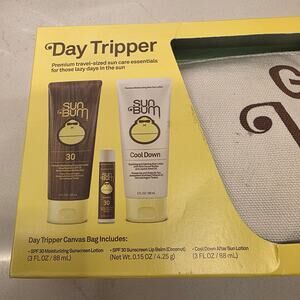 Day Tripper
Premium travel-sized sun care essentials
for those lazy days in the sun
SUN
BUM
30
SUN
BUM
Cool Down
30
G
Day Tripper Canvas Bag Includes:
• SPF 30 Moisturizing Sunscreen Lotion
(3 FL OZ / 88 mL)
• SPF 30 Sunscreen Lip Balm (Coconut)
(Net Wt. 0.15 OZ / 4.25 g)
• Cool Down After Sun Lotion
(3 FL OZ / 88 mL)